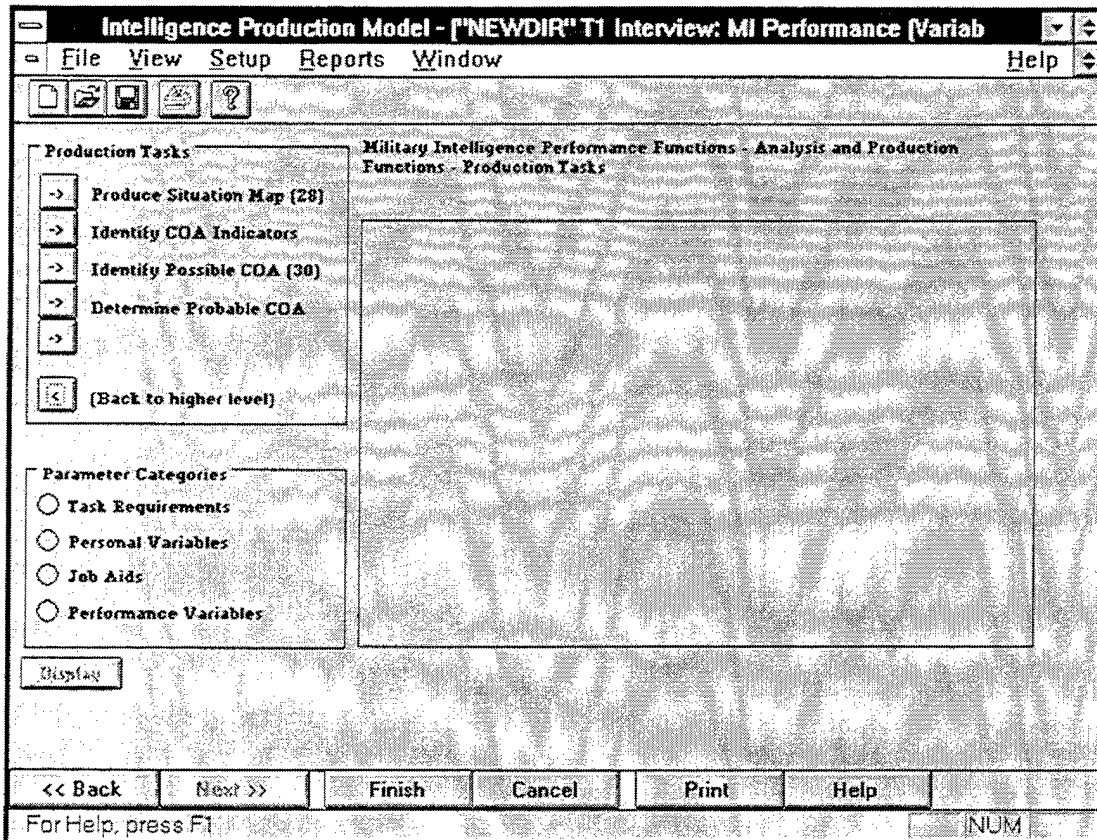 Intelligence Production Model - ["NEWDIR" T1 Interview: MI Performance (Variab
File View Setup Reports Window Help
?
Production Tasks
Military Intelligence Performance Functions - Analysis and Production
Functions - Production Tasks
-> Produce Situation Map (28)
-> Identify COA Indicators
-> Identify Possible COA (30)
-> Determine Probable COA
->
< (Back to higher level)
Parameter Categories
Task Requirements
Personal Variables
Job Aids
Performance Variables
Display
<< Back Next >> Finish Cancel Print Help
For Help, press F1 NUM